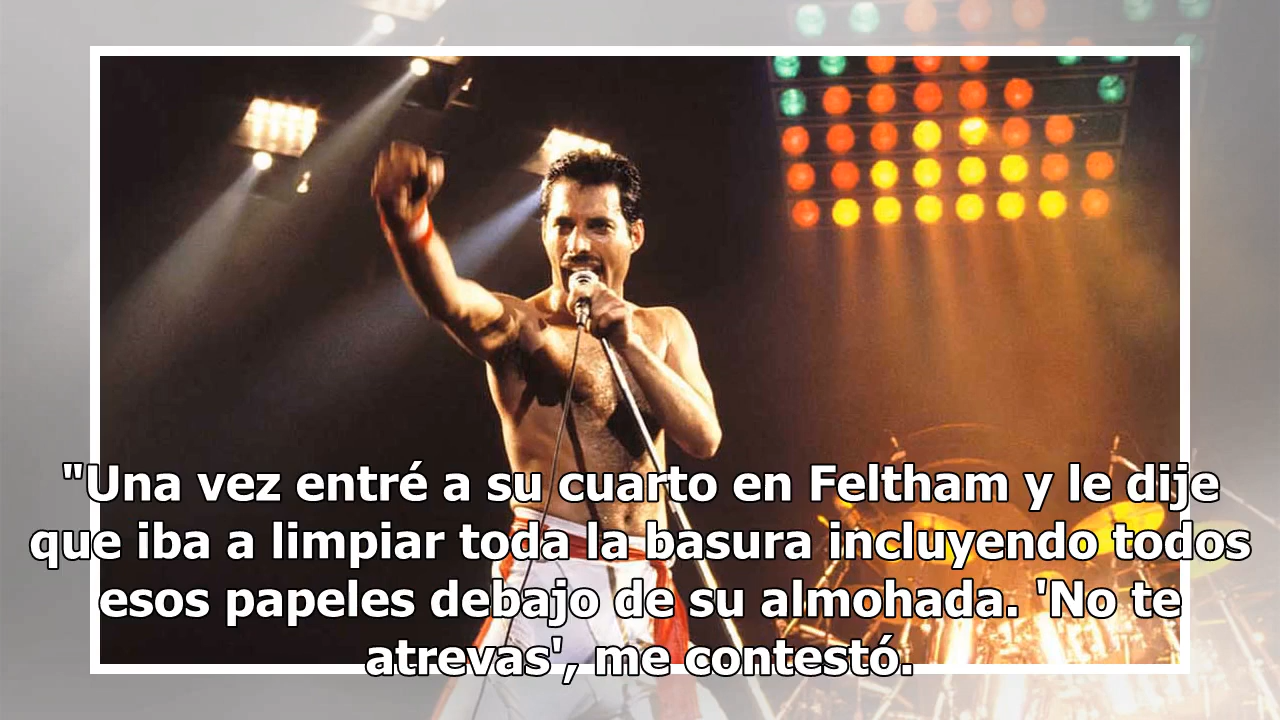 "Una vez entré a su cuarto en Feltham y le dije
que iba a limpiar toda la basura incluyendo todos
esos papeles debajo de su almohada. 'No te
atrevas', me contestó.